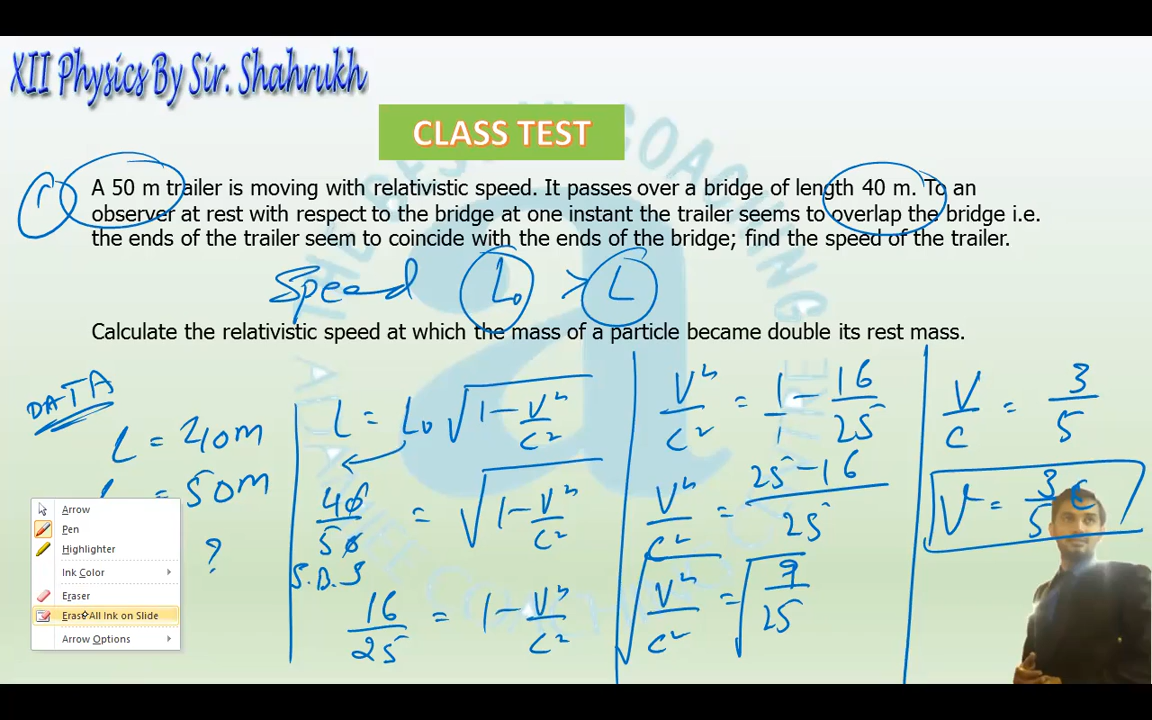 XII Physics By Sir. Shahrukh
CLASS TEST
A 50 m trailer is moving with relativistic speed. It passes over a bridge of length 40 m. To an
observer at rest with respect to the bridge at one instant the trailer seems to overlap the bridge i.e.
the ends of the trailer seem to coincide with the ends of the bridge; find the speed of the trailer.
Speed L₀ > L
Calculate the relativistic speed at which the mass of a particle became double its rest mass.
DATA
L = 40m
= 50m
?
L = L₀ √(1 - V²/C²)
40/50 = √(1 - V²/C²)
S.B.S
16/25 = 1 - V²/C²
V²/C² = 1/1 - 16/25
V²/C² = (25 - 16)/25
√(V²/C²) = √(9/25)
V/C = 3/5
V = 3/5 C
Arrow
Pen
Highlighter
Ink Color
Eraser
Erase All Ink on Slide
Arrow Options